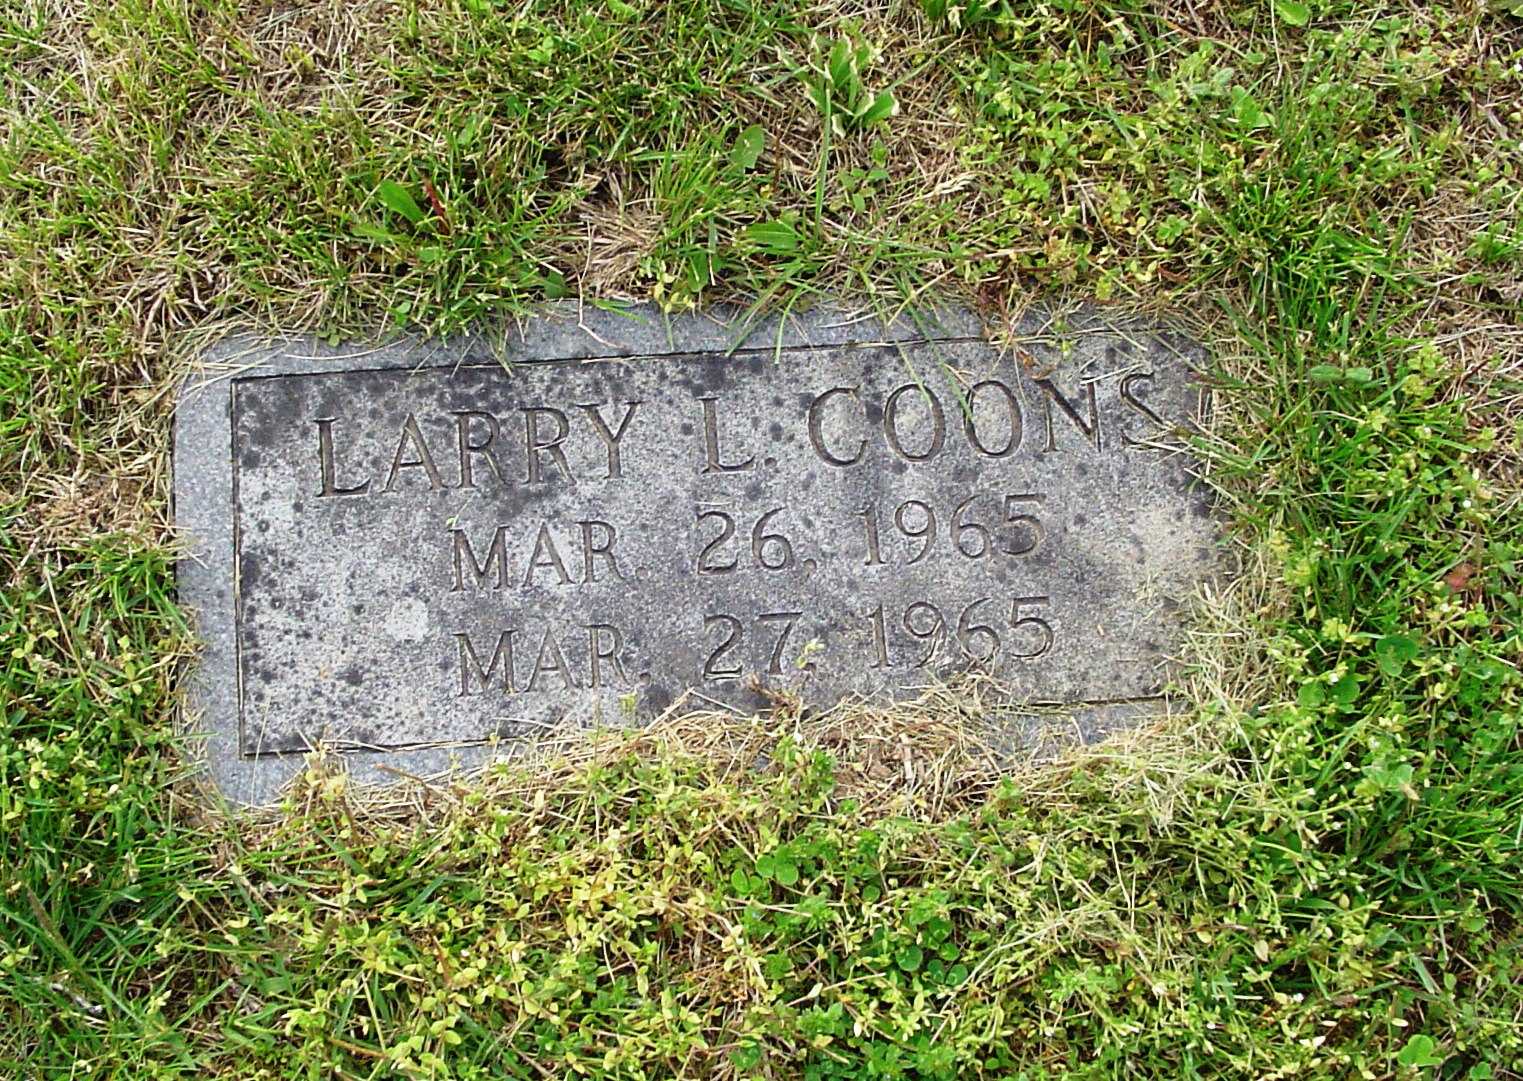 LARRY L. COONS
MAR. 26, 1965
MAR. 27, 1965